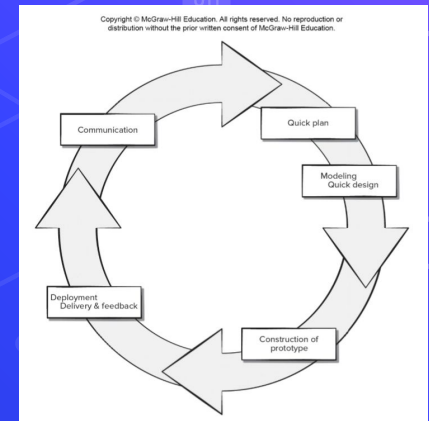 Copyright © McGraw-Hill Education. All rights reserved. No reproduction or
distribution without the prior written consent of McGraw-Hill Education.
Communication
Quick plan
Modeling
Quick design
Construction of
prototype
Deployment
Delivery & feedback